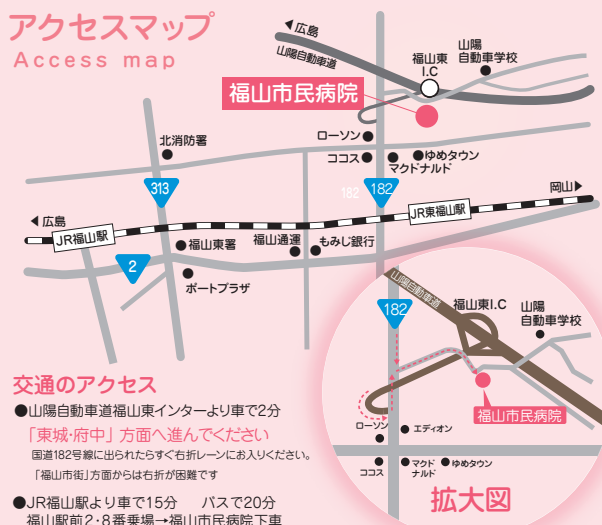 アクセスマップ
Access map
広島
山陽自動車道
福山東
I.C
山陽
自動車学校
福山市民病院
北消防署
ローソン
ココス
マクドナルド
ゆめタウン
313
182
182
岡山
広島
JR福山駅
JR東福山駅
福山東署
福山通運
もみじ銀行
2
ポートプラザ
山陽自動車道
182
福山東I.C
山陽
自動車学校
福山市民病院
ローソン
エディオン
ココス
マクド
ナルド
ゆめタウン
拡大図
交通のアクセス
●山陽自動車道福山東インターより車で2分
「東城・府中」方面へ進んでください
国道182号線に出られたらすぐ右折レーンにお入りください。
「福山市街」方面からは右折が困難です
●JR福山駅より車で15分 バスで20分
福山駅前2・8番乗場→福山市民病院下車